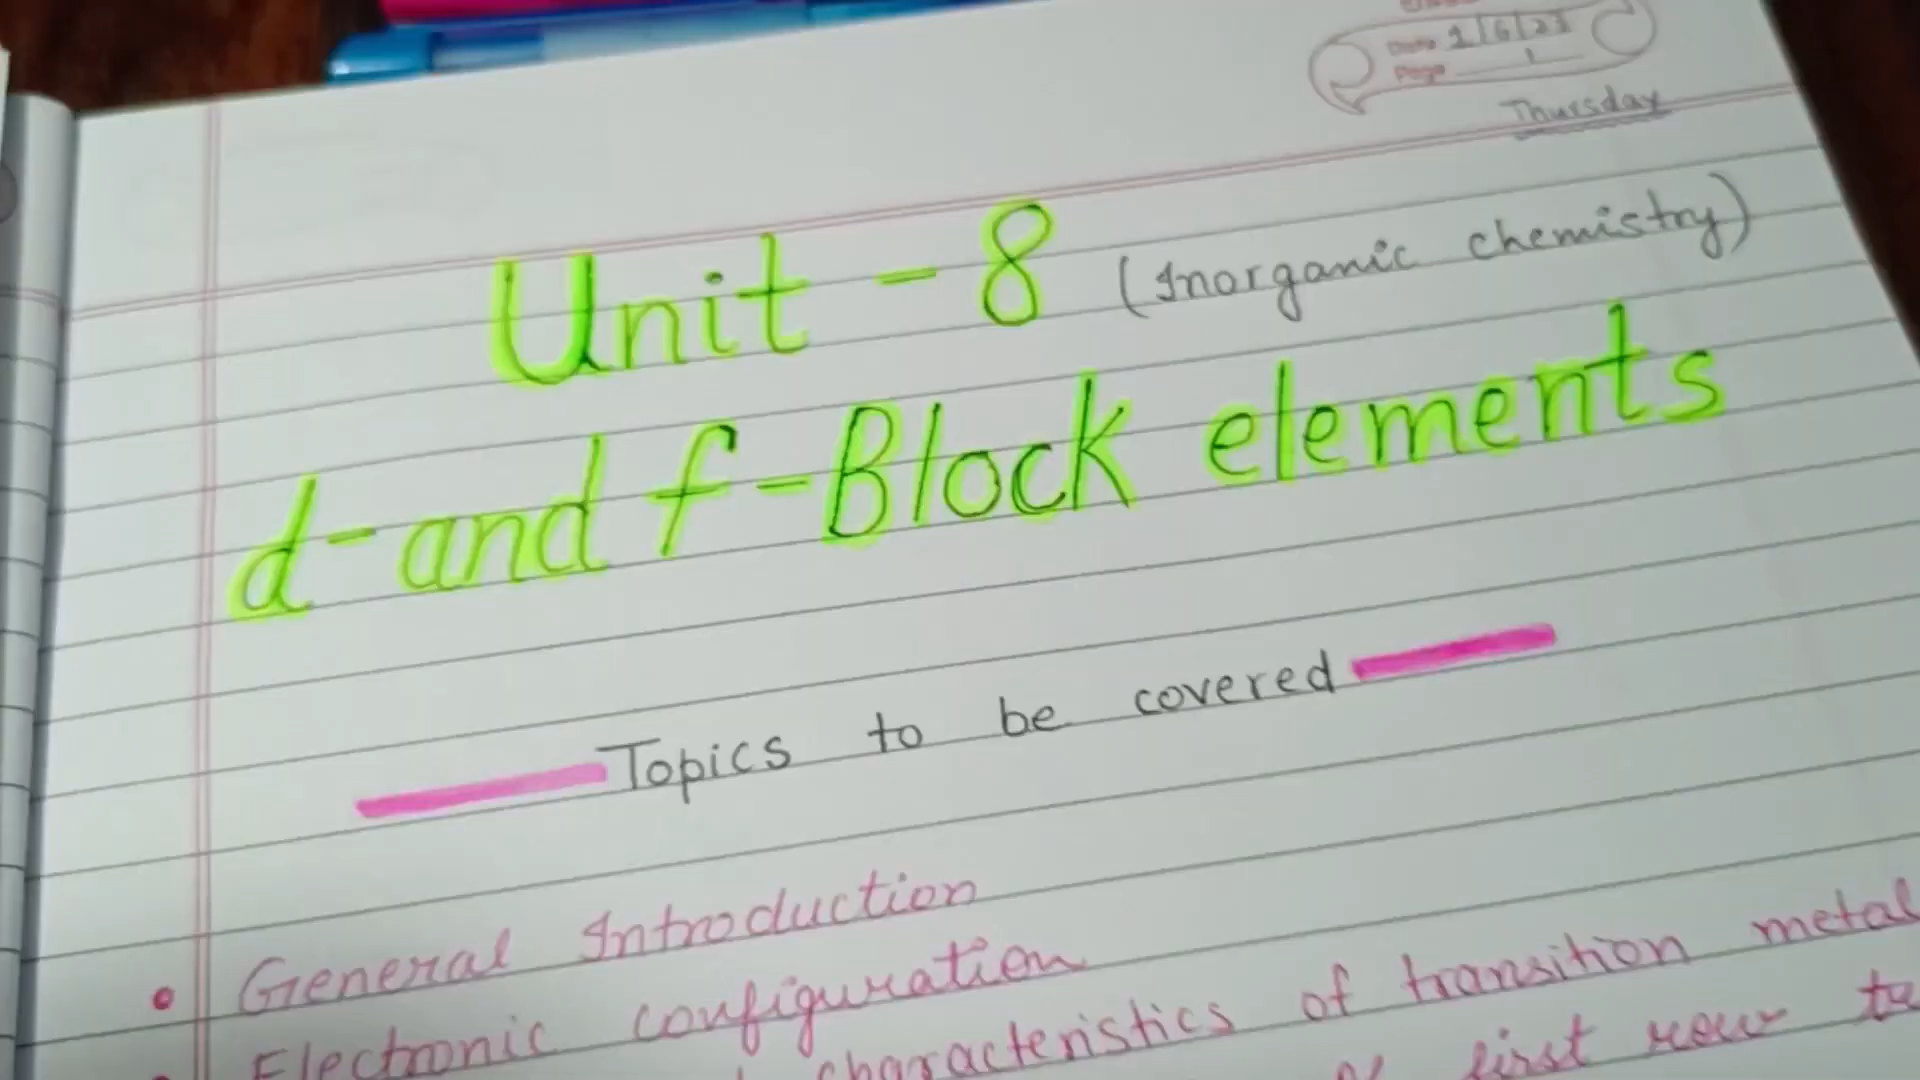 Date 1/6/23
Page 1
Thursday
Unit - 8 (Inorganic chemistry)
d- and f-Block elements
Topics to be covered
• General Introduction
Electronic configuration
characteristics of transition metal
first row